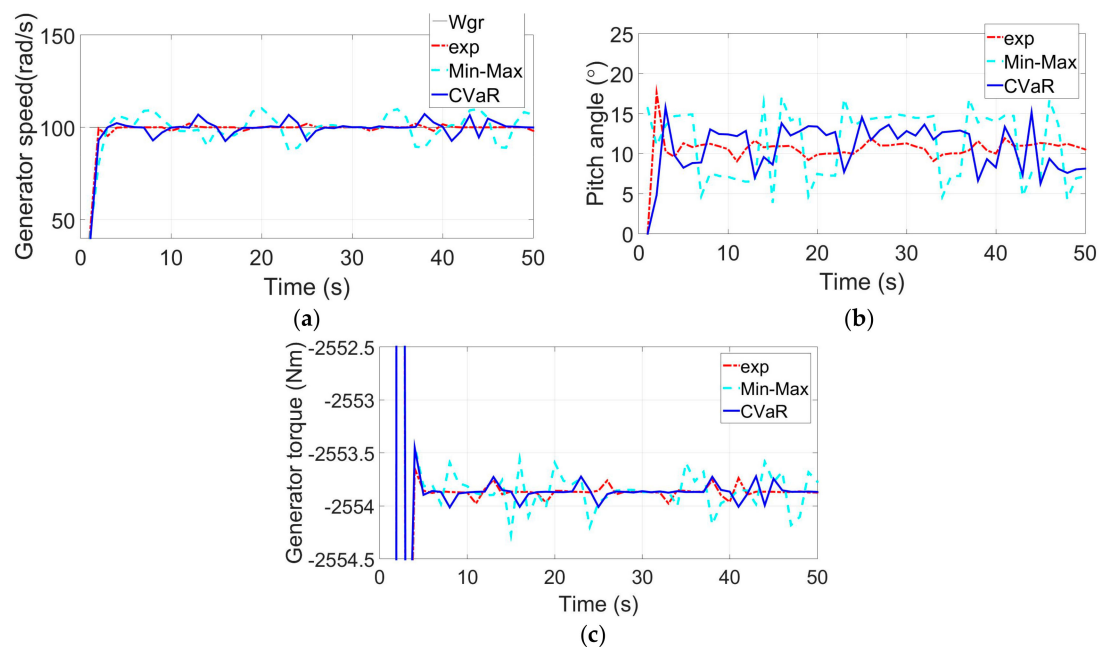 (a)
Generator speed(rad/s)
150
100
50
0
10
20
30
40
50
Time (s)
Wgr
exp
Min-Max
CVaR
(a)
(b)
Pitch angle (°)
25
20
15
10
5
0
0
10
20
30
40
50
Time (s)
exp
Min-Max
CVaR
(b)
Generator torque (Nm)
-2552.5
-2553
-2553.5
-2554
-2554.5
0
10
20
30
40
50
Time (s)
exp
Min-Max
CVaR
(c)